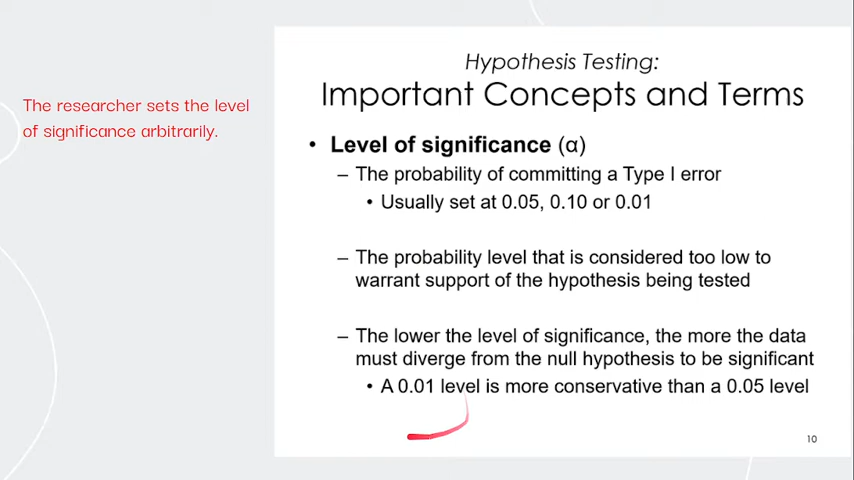 The researcher sets the level
of significance arbitrarily.
Hypothesis Testing:
Important Concepts and Terms
• Level of significance (α)
– The probability of committing a Type I error
• Usually set at 0.05, 0.10 or 0.01
– The probability level that is considered too low to
warrant support of the hypothesis being tested
– The lower the level of significance, the more the data
must diverge from the null hypothesis to be significant
• A 0.01 level is more conservative than a 0.05 level
10